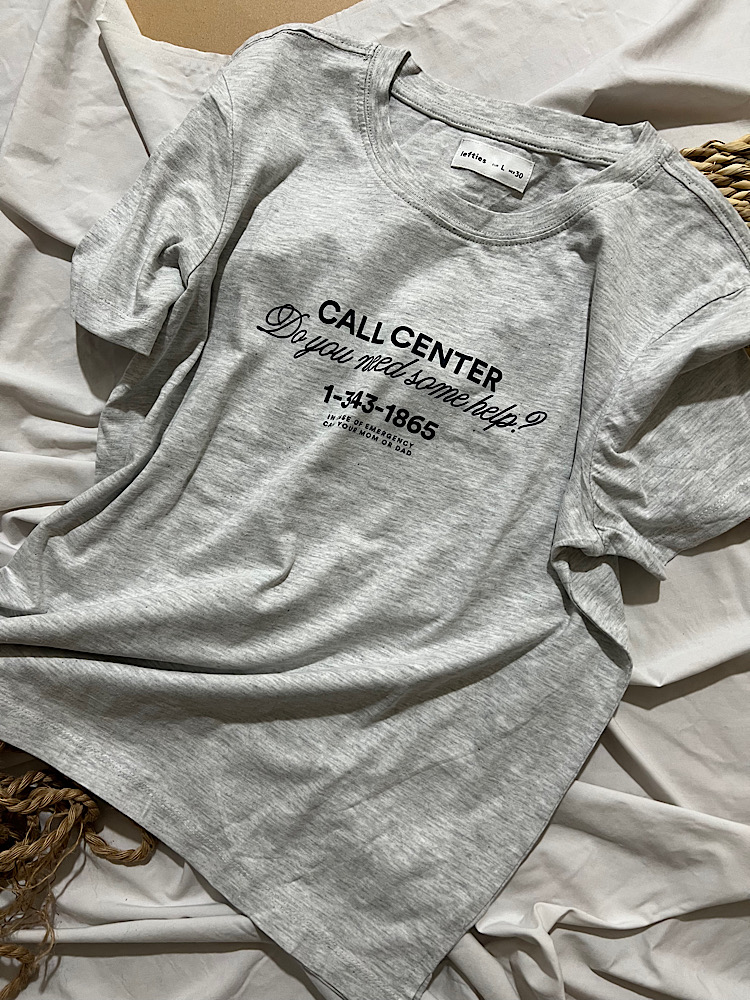 lefties L MEX30
CALL CENTER
Do you need some help?
1-343-1865
IN CASE OF EMERGENCY
CALL YOUR MOM OR DAD